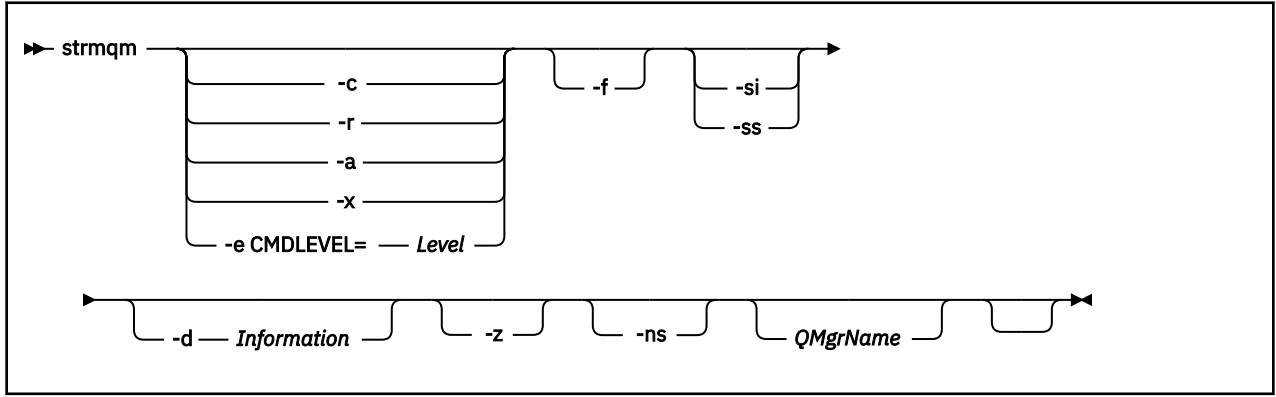 strmqm
-c
-f
-si
-r
-ss
-a
-x
-e CMDLEVEL= Level
-d Information
-z
-ns
QMgrName